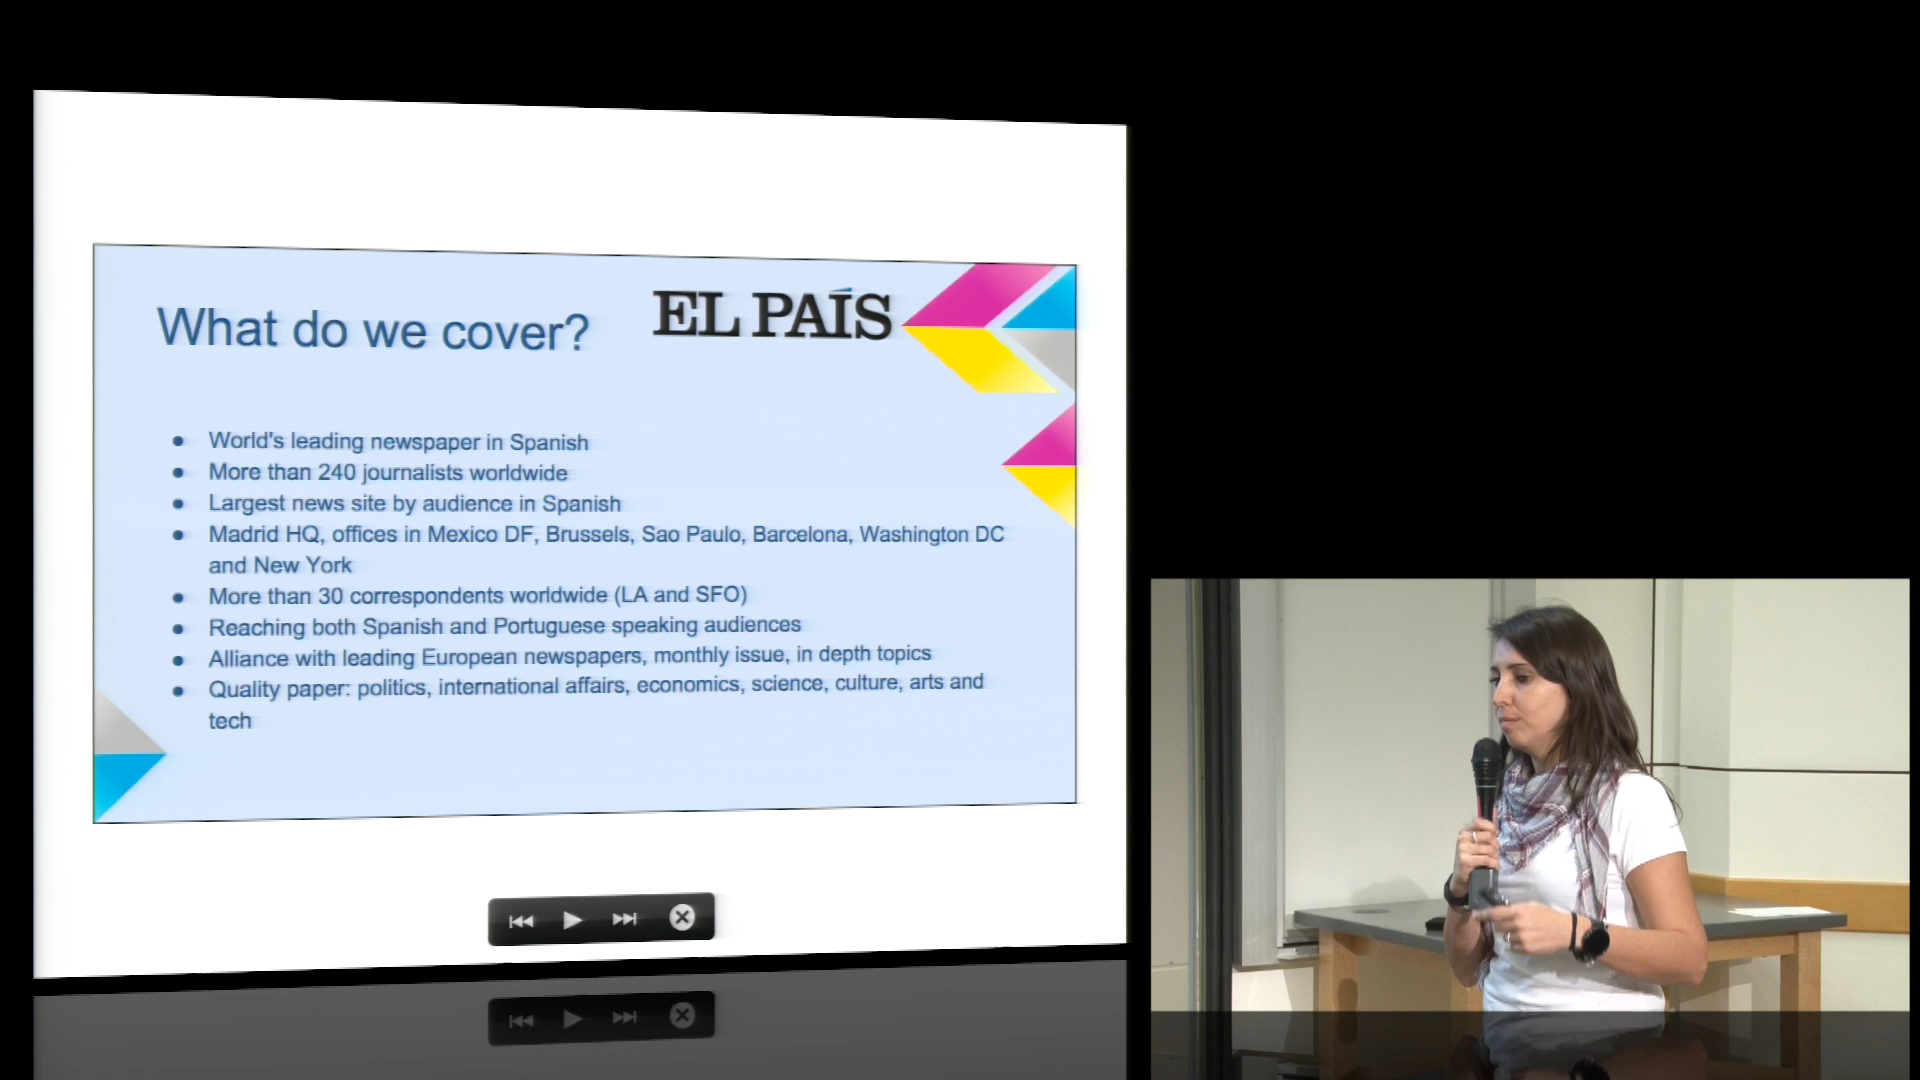 What do we cover?
EL PAÍS
World's leading newspaper in Spanish
More than 240 journalists worldwide
Largest news site by audience in Spanish
Madrid HQ, offices in Mexico DF, Brussels, Sao Paulo, Barcelona, Washington DC
and New York
More than 30 correspondents worldwide (LA and SFO)
Reaching both Spanish and Portuguese speaking audiences
Alliance with leading European newspapers, monthly issue, in depth topics
Quality paper: politics, international affairs, economics, science, culture, arts and
tech